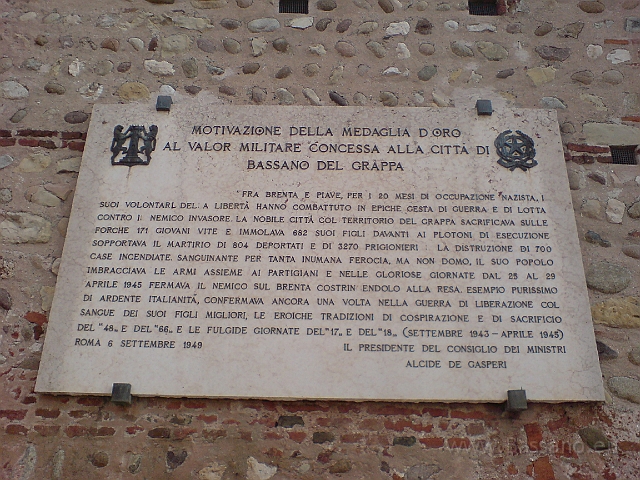 MOTIVAZIONE DELLA MEDAGLIA D'ORO
AL VALOR MILITARE CONCESSA ALLA CITTÀ DI
BASSANO DEL GRAPPA
"FRA BRENTA E PIAVE, PER I 20 MESI DI OCCUPAZIONE NAZISTA, I
SUOI VOLONTARI DEL A LIBERTÀ HANNO COMBATTUTO IN EPICHE GESTA DI GUERRA E DI LOTTA
CONTRO I NEMICO INVASORE. LA NOBILE CITTÀ COL TERRITORIO DEL GRAPPA SACRIFICAVA SULLE
FORCHE 171 GIOVANI VITE E IMMOLAVA 682 SUOI FIGLI DAVANTI AI PLOTONI DI ESECUZIONE
SOPPORTAVA IL MARTIRIO DI 804 DEPORTATI E DI 3270 PRIGIONIERI LA DISTRUZIONE DI 700
CASE INCENDIATE. SANGUINANTE PER TANTA INUMANA FEROCIA, MA NON DOMO, IL SUO POPOLO
IMBRACCIAVA LE ARMI ASSIEME AI PARTIGIANI E NELLE GLORIOSE GIORNATE DAL 25 AL 29
APRILE 1945 FERMAVA IL NEMICO SUL BRENTA COSTRIN ENDOLO ALLA RESA. ESEMPIO PURISSIMO
DI ARDENTE ITALIANITÀ, CONFERMAVA ANCORA UNA VOLTA NELLA GUERRA DI LIBERAZIONE COL
SANGUE DEI SUOI FIGLI MIGLIORI, LE EROICHE TRADIZIONI DI COSPIRAZIONE E DI SACRIFICIO
DEL "48„ E DEL "66„ E LE FULGIDE GIORNATE DEL "17„ E DEL "18„ (SETTEMBRE 1943 - APRILE 1945)
ROMA 6 SETTEMBRE 1949 IL PRESIDENTE DEL CONSIGLIO DEI MINISTRI
ALCIDE DE GASPERI